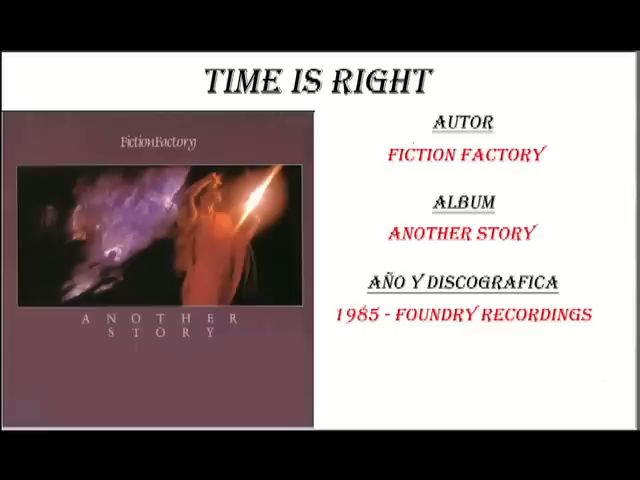 TIME IS RIGHT
FictionFactory
ANOTHER
STORY
AUTOR
FICTION FACTORY
ALBUM
ANOTHER STORY
AÑO Y DISCOGRAFICA
1985 - FOUNDRY RECORDINGS